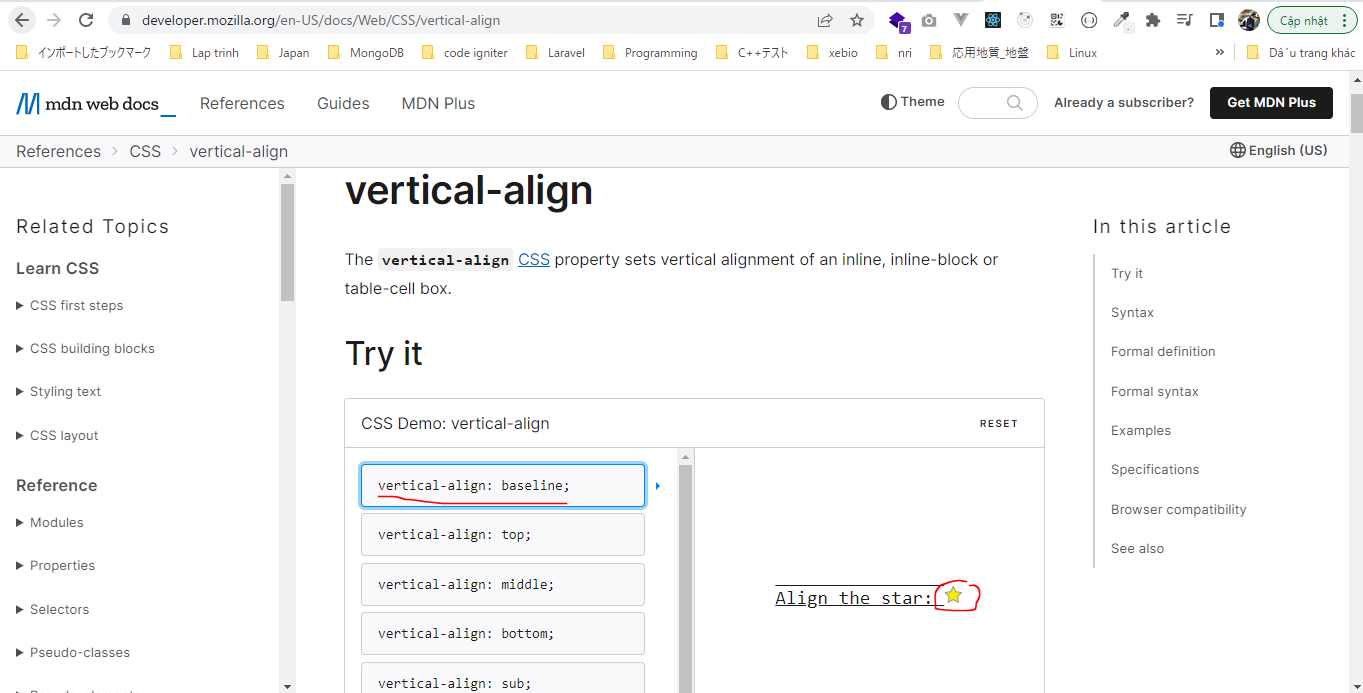 developer.mozilla.org/en-US/docs/Web/CSS/vertical-align
7
Cập nhật
インポートしたブックマーク Lap trinh Japan MongoDB code igniter Laravel Programming C++テスト xebio nri 応用地質_地盤 Linux » Dấu trang khác
mdn web docs_ References Guides MDN Plus Theme Already a subscriber? Get MDN Plus
References CSS vertical-align English (US)
vertical-align
The vertical-align CSS property sets vertical alignment of an inline, inline-block or
table-cell box.
Try it
CSS Demo: vertical-align RESET
vertical-align: baseline;
vertical-align: top;
vertical-align: middle;
vertical-align: bottom;
vertical-align: sub;
Align the star:
Related Topics
Learn CSS
CSS first steps
CSS building blocks
Styling text
CSS layout
Reference
Modules
Properties
Selectors
Pseudo-classes
In this article
Try it
Syntax
Formal definition
Formal syntax
Examples
Specifications
Browser compatibility
See also